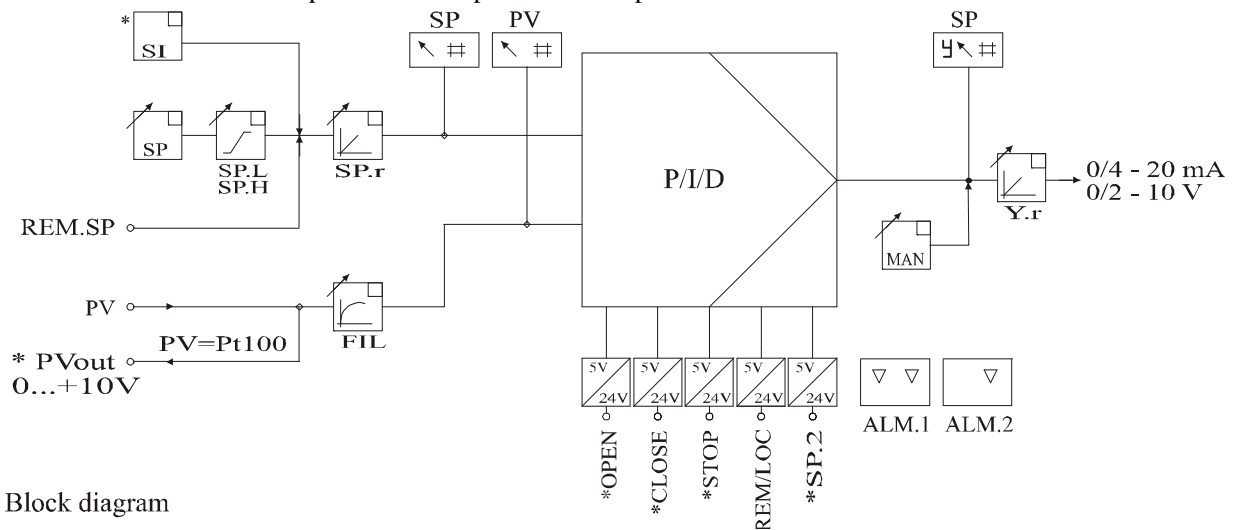 SP
PV
SP
* SI
y
SP
SP.L
SP.H
SP.r
P/I/D
0/4 - 20 mA
0/2 - 10 V
Y.r
REM.SP
MAN
PV
FIL
PV=Pt100
* PVout
0...+10V
5V 5V 5V 5V 5V
24V 24V 24V 24V 24V
ALM.1 ALM.2
*OPEN
*CLOSE
*STOP
REM/LOC
*SP.2
Block diagram